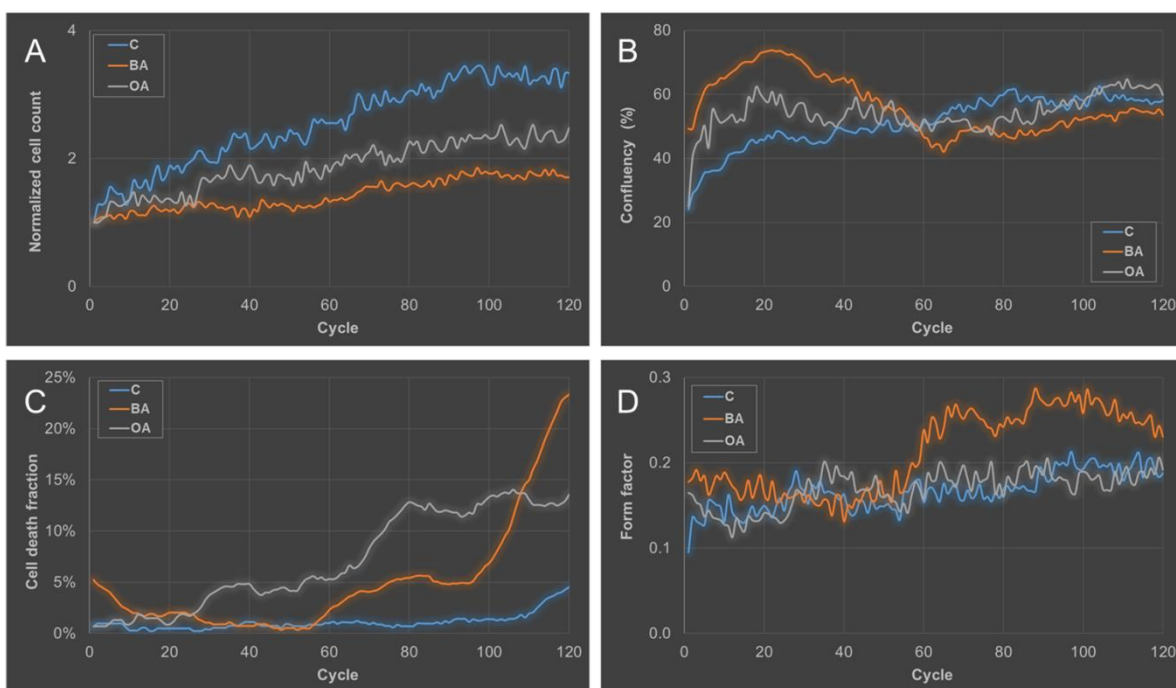 A
Normalized cell count
4
2
0
C
BA
OA
0 20 40 60 80 100 120
Cycle
B
Confluency (%)
80
60
40
20
0
C
BA
OA
0 20 40 60 80 100 120
Cycle
C
Cell death fraction
25%
20%
15%
10%
5%
0%
C
BA
OA
0 20 40 60 80 100 120
Cycle
D
Form factor
0.3
0.2
0.1
0.0
C
BA
OA
0 20 40 60 80 100 120
Cycle